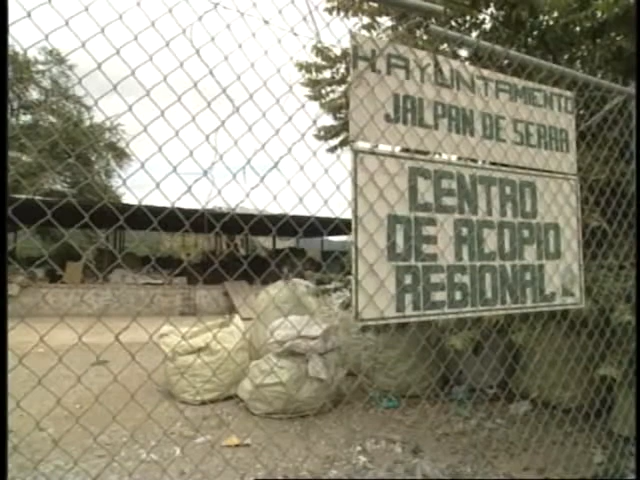 H. AYUNTAMIENTO
JALPAN DE SERRA
CENTRO
DE ACOPIO
REGIONAL